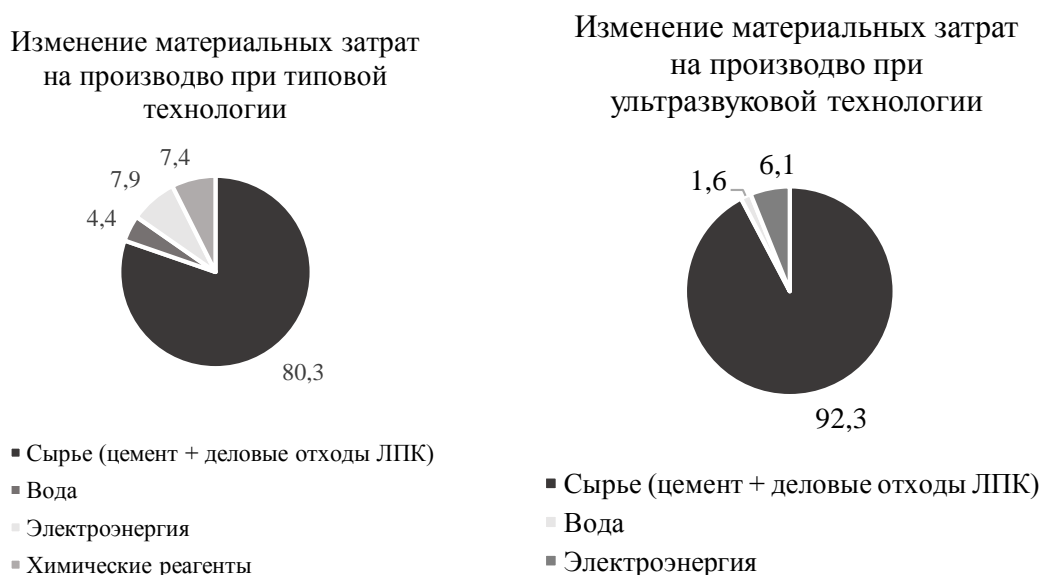 Изменение материальных затрат
на производво при типовой
технологии
7,4
7,9
4,4
80,3
▪ Сырье (цемент + деловые отходы ЛПК)
▪ Вода
▪ Электроэнергия
▪ Химические реагенты
Изменение материальных затрат
на производво при
ультразвуковой технологии
6,1
1,6
92,3
▪ Сырье (цемент + деловые отходы ЛПК)
▪ Вода
▪ Электроэнергия